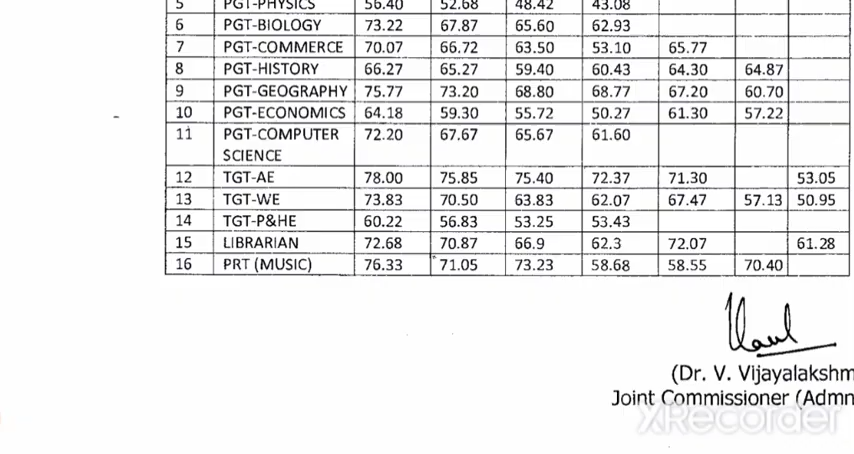 5 PGT-PHYSICS 56.40 52.68 48.42 43.08
6 PGT-BIOLOGY 73.22 67.87 65.60 62.93
7 PGT-COMMERCE 70.07 66.72 63.50 53.10 65.77
8 PGT-HISTORY 66.27 65.27 59.40 60.43 64.30 64.87
9 PGT-GEOGRAPHY 75.77 73.20 68.80 68.77 67.20 60.70
10 PGT-ECONOMICS 64.18 59.30 55.72 50.27 61.30 57.22
11 PGT-COMPUTER 72.20 67.67 65.67 61.60
SCIENCE
12 TGT-AE 78.00 75.85 75.40 72.37 71.30 53.05
13 TGT-WE 73.83 70.50 63.83 62.07 67.47 57.13 50.95
14 TGT-P&HE 60.22 56.83 53.25 53.43
15 LIBRARIAN 72.68 70.87 66.9 62.3 72.07 61.28
16 PRT (MUSIC) 76.33 71.05 73.23 58.68 58.55 70.40
(Dr. V. Vijayalakshm
Joint Commissioner (Admn
XRecorder